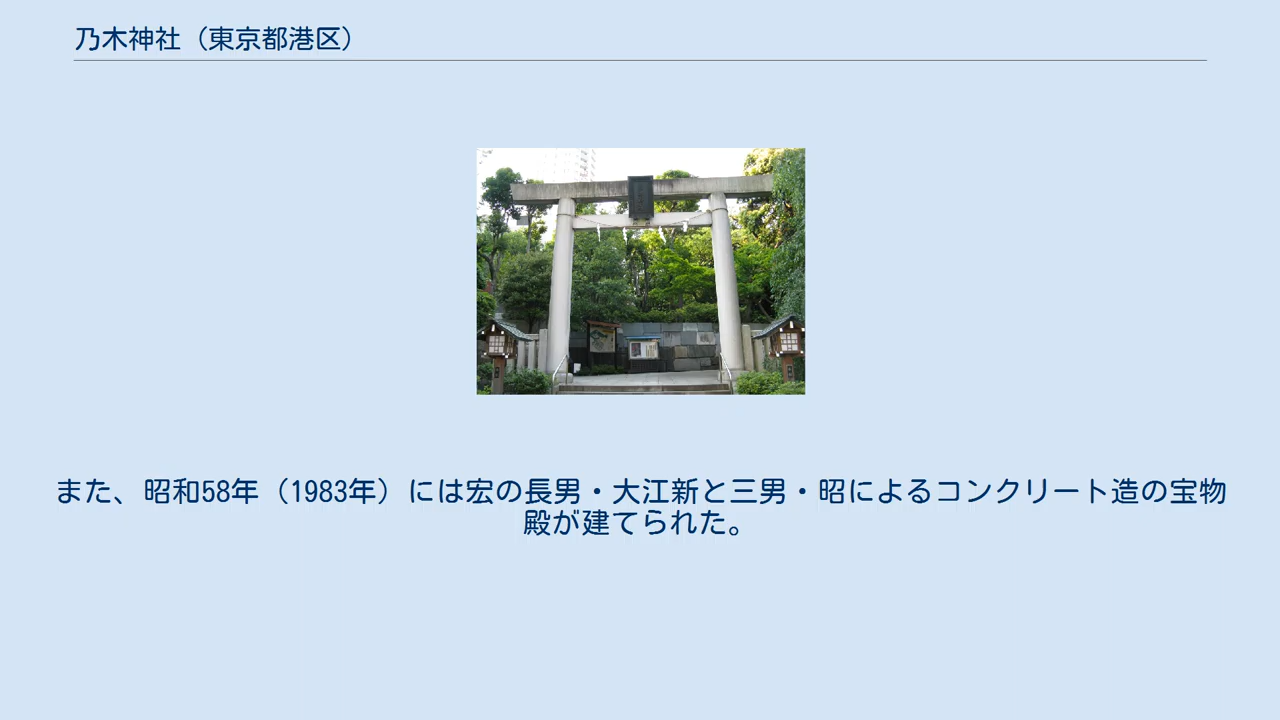 乃木神社（東京都港区）
また、昭和58年（1983年）には宏の長男・大江新と三男・昭によるコンクリート造の宝物
殿が建てられた。